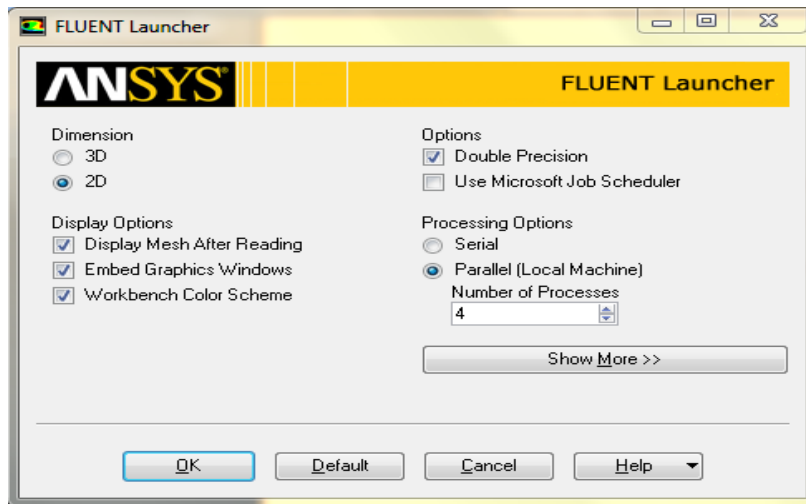 FLUENT Launcher
ANSYS
FLUENT Launcher
Dimension
3D
2D
Display Options
Display Mesh After Reading
Embed Graphics Windows
Workbench Color Scheme
Options
Double Precision
Use Microsoft Job Scheduler
Processing Options
Serial
Parallel (Local Machine)
Number of Processes
4
Show More >>
OK
Default
Cancel
Help